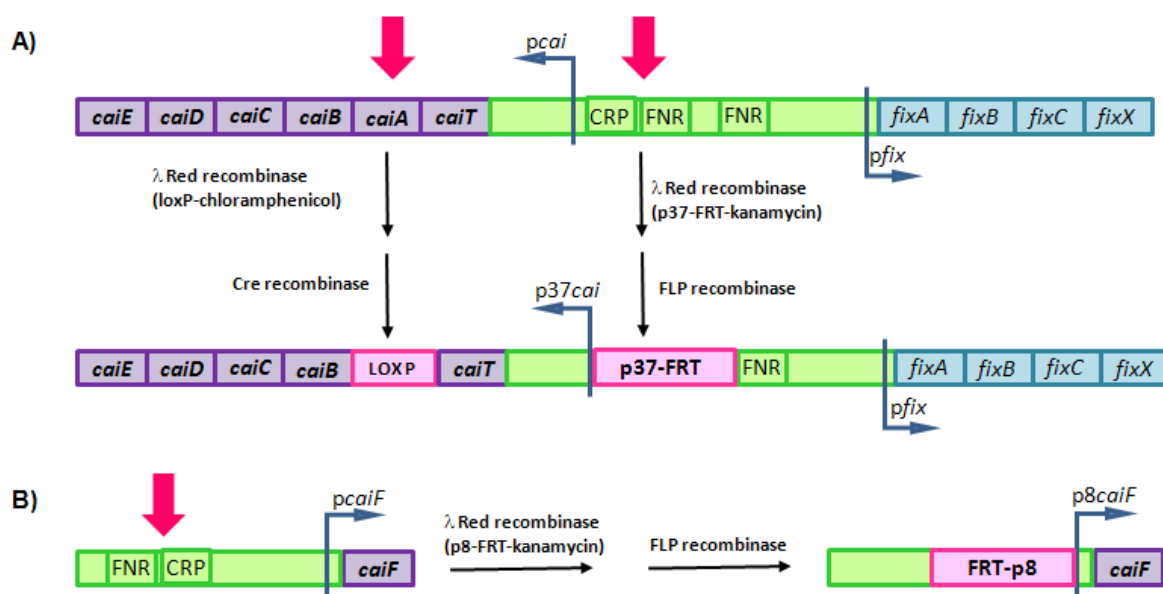 A)
pcai
caiE caiD caiC caiB caiA caiT CRP FNR FNR fixA fixB fixC fixX
pfix
λ Red recombinase
(loxP-chloramphenicol)
λ Red recombinase
(p37-FRT-kanamycin)
Cre recombinase
FLP recombinase
p37cai
caiE caiD caiC caiB LOXP caiT p37-FRT FNR fixA fixB fixC fixX
pfix
B)
pcaiF
FNR CRP caiF
λ Red recombinase
(p8-FRT-kanamycin)
FLP recombinase
p8caiF
FRT-p8 caiF